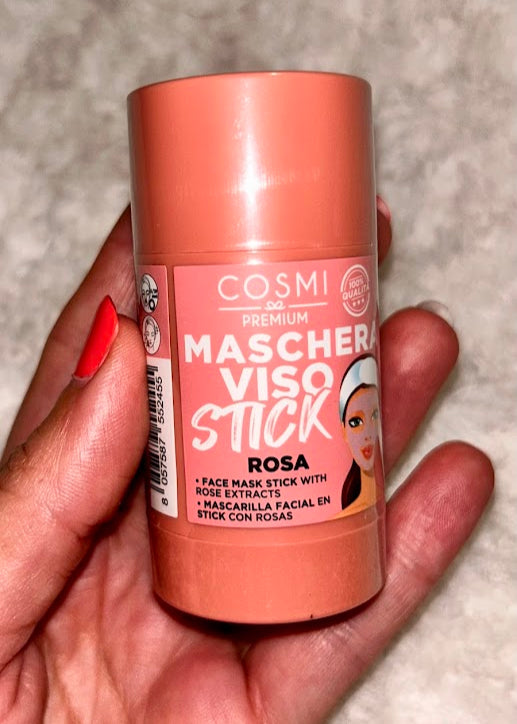 COSMI
PREMIUM
100%
QUALITÀ
MASCHERA
VISO
STICK
ROSA
• FACE MASK STICK WITH
ROSE EXTRACTS
• MASCARILLA FACIAL EN
STICK CON ROSAS
8 057587 552455